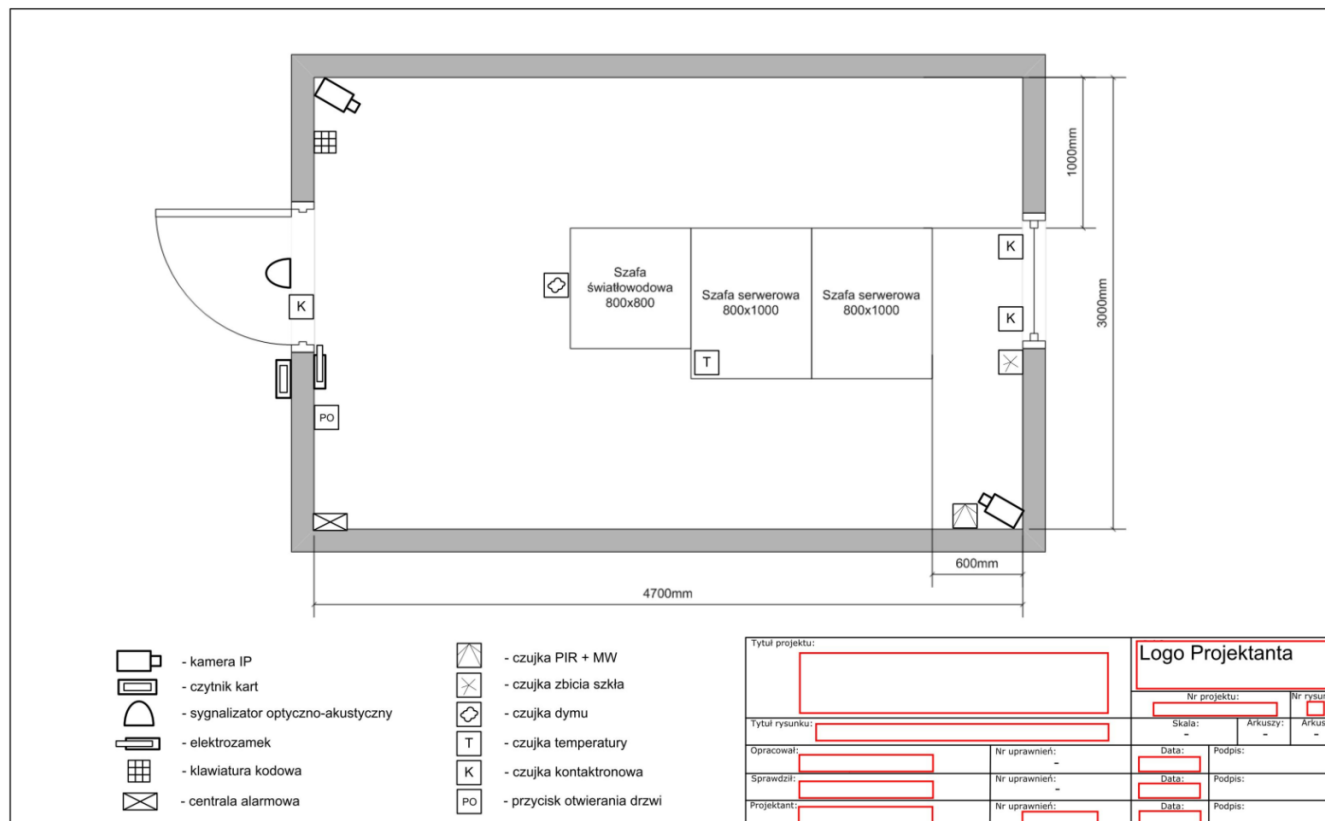 1000mm
3000mm
K
Szafa
światłowodowa
800x800
Szafa serwerowa
800x1000
Szafa serwerowa
800x1000
K
K
T
PO
600mm
4700mm
- kamera IP
- czytnik kart
- sygnalizator optyczno-akustyczny
- elektrozamek
- klawiatura kodowa
- centrala alarmowa
- czujka PIR + MW
- czujka zbicia szkła
- czujka dymu
T - czujka temperatury
K - czujka kontaktronowa
PO - przycisk otwierania drzwi
Tytuł projektu:
Logo Projektanta
Nr projektu:
Nr rysun
Tytuł rysunku:
Skala:
-
Arkuszy:
-
Arkus
-
Opracował:
Nr uprawnień:
-
Data:
Podpis:
Sprawdził:
Nr uprawnień:
-
Data:
Podpis:
Projektant:
Nr uprawnień:
Data:
Podpis: